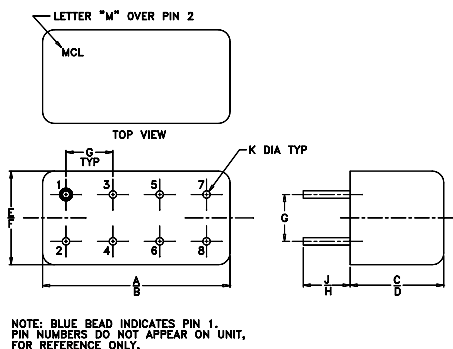 LETTER "M" OVER PIN 2
MCL
TOP VIEW
G
TYP
K DIA TYP
1 3 5 7
E
F
G
2 4 6 8
J C
H D
A
B
NOTE: BLUE BEAD INDICATES PIN 1.
PIN NUMBERS DO NOT APPEAR ON UNIT,
FOR REFERENCE ONLY.